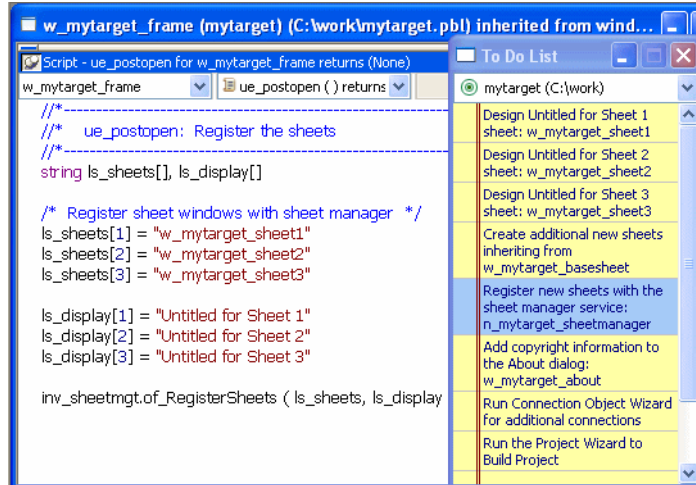 w_mytarget_frame (mytarget) (C:\work\mytarget.pbl) inherited from wind...
Script - ue_postopen for w_mytarget_frame returns (None)
w_mytarget_frame
ue_postopen ( ) returns
//*--------------------------------------------------
//*    ue_postopen:  Register the sheets
//*--------------------------------------------------
string ls_sheets[], ls_display[]
/*  Register sheet windows with sheet manager  */
ls_sheets[1] = "w_mytarget_sheet1"
ls_sheets[2] = "w_mytarget_sheet2"
ls_sheets[3] = "w_mytarget_sheet3"
ls_display[1] = "Untitled for Sheet 1"
ls_display[2] = "Untitled for Sheet 2"
ls_display[3] = "Untitled for Sheet 3"
inv_sheetmgt.of_RegisterSheets ( ls_sheets, ls_display
To Do List
mytarget (C:\work)
Design Untitled for Sheet 1
sheet: w_mytarget_sheet1
Design Untitled for Sheet 2
sheet: w_mytarget_sheet2
Design Untitled for Sheet 3
sheet: w_mytarget_sheet3
Create additional new sheets
inheriting from
w_mytarget_basesheet
Register new sheets with the
sheet manager service:
n_mytarget_sheetmanager
Add copyright information to
the About dialog:
w_mytarget_about
Run Connection Object Wizard
for additional connections
Run the Project Wizard to
Build Project